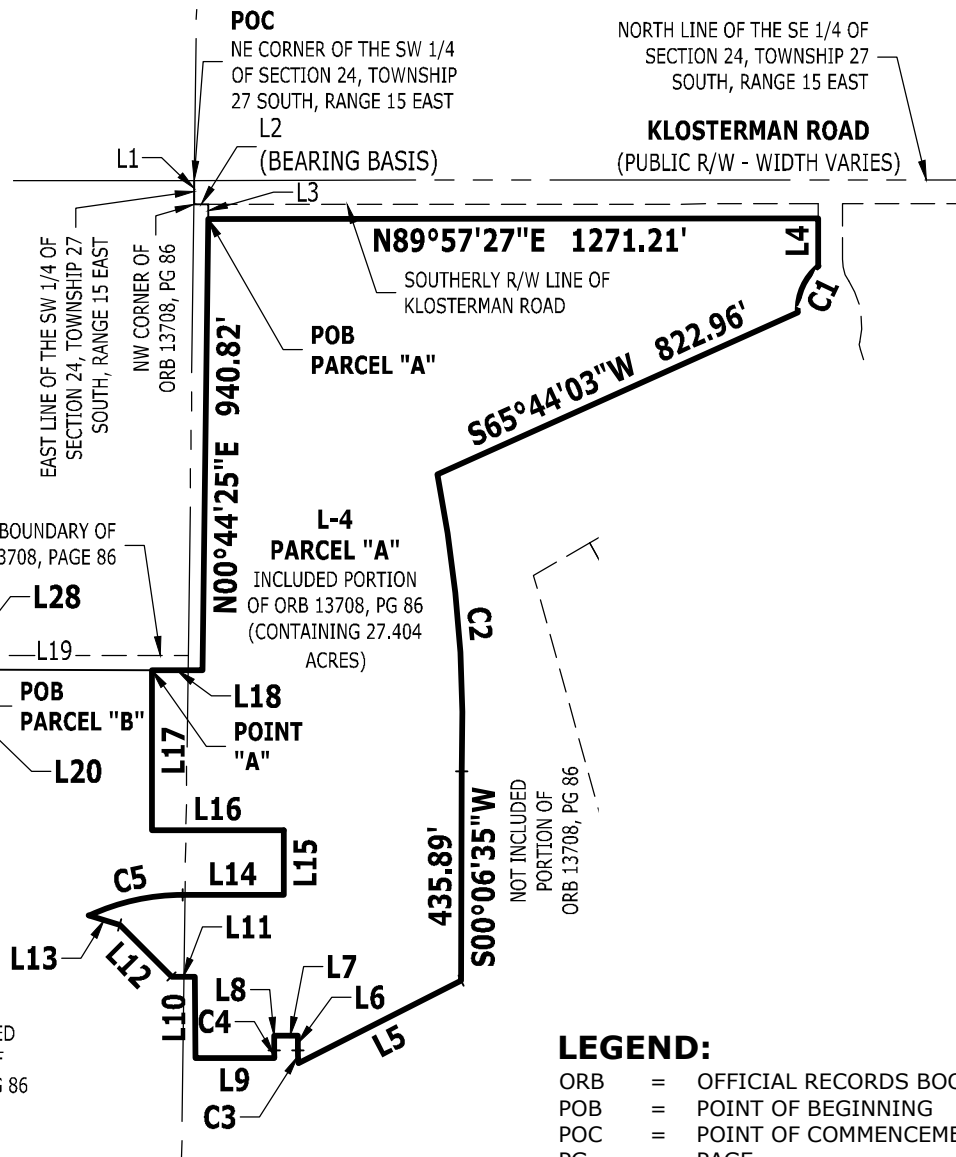 POC
NE CORNER OF THE SW 1/4
OF SECTION 24, TOWNSHIP
27 SOUTH, RANGE 15 EAST
NORTH LINE OF THE SE 1/4 OF
SECTION 24, TOWNSHIP 27
SOUTH, RANGE 15 EAST
KLOSTERMAN ROAD
(PUBLIC R/W - WIDTH VARIES)
L1
L2
(BEARING BASIS)
L3
EAST LINE OF THE SW 1/4 OF
SECTION 24, TOWNSHIP 27
SOUTH, RANGE 15 EAST
NW CORNER OF
ORB 13708, PG 86
N89°57'27"E 1271.21'
L4
C1
SOUTHERLY R/W LINE OF
KLOSTERMAN ROAD
POB
PARCEL "A"
N00°44'25"E 940.82'
S65°44'03"W 822.96'
L-4
PARCEL "A"
INCLUDED PORTION
OF ORB 13708, PG 86
(CONTAINING 27.404
ACRES)
BOUNDARY OF
3708, PAGE 86
L28
L19
POB
PARCEL "B"
L20
L18
POINT
"A"
L17
C2
S00°06'35"W
435.89'
NOT INCLUDED
PORTION OF
ORB 13708, PG 86
L16
L15
L14
C5
L13
L12
L11
L10
L9
L8
C4
L7
L6
L5
C3
ED
F
G 86
LEGEND:
ORB = OFFICIAL RECORDS BOO
POB = POINT OF BEGINNING
POC = POINT OF COMMENCEME
PG PAGE